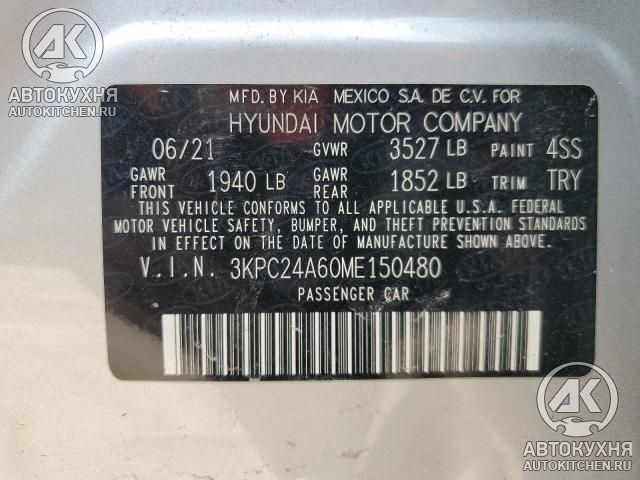 АК
АВТОКУХНЯ
AUTOKITCHEN.RU
MFD. BY KIA MEXICO S.A. DE C.V. FOR
HYUNDAI MOTOR COMPANY
06/21 GVWR 3527 LB PAINT 4SS
GAWR FRONT 1940 LB GAWR REAR 1852 LB TRIM TRY
THIS VEHICLE CONFORMS TO ALL APPLICABLE U.S.A. FEDERAL
MOTOR VEHICLE SAFETY, BUMPER, AND THEFT PREVENTION STANDARDS
IN EFFECT ON THE DATE OF MANUFACTURE SHOWN ABOVE.
V.I.N. 3KPC24A60ME150480
PASSENGER CAR
АК
АВТОКУХНЯ
AUTOKITCHEN.RU